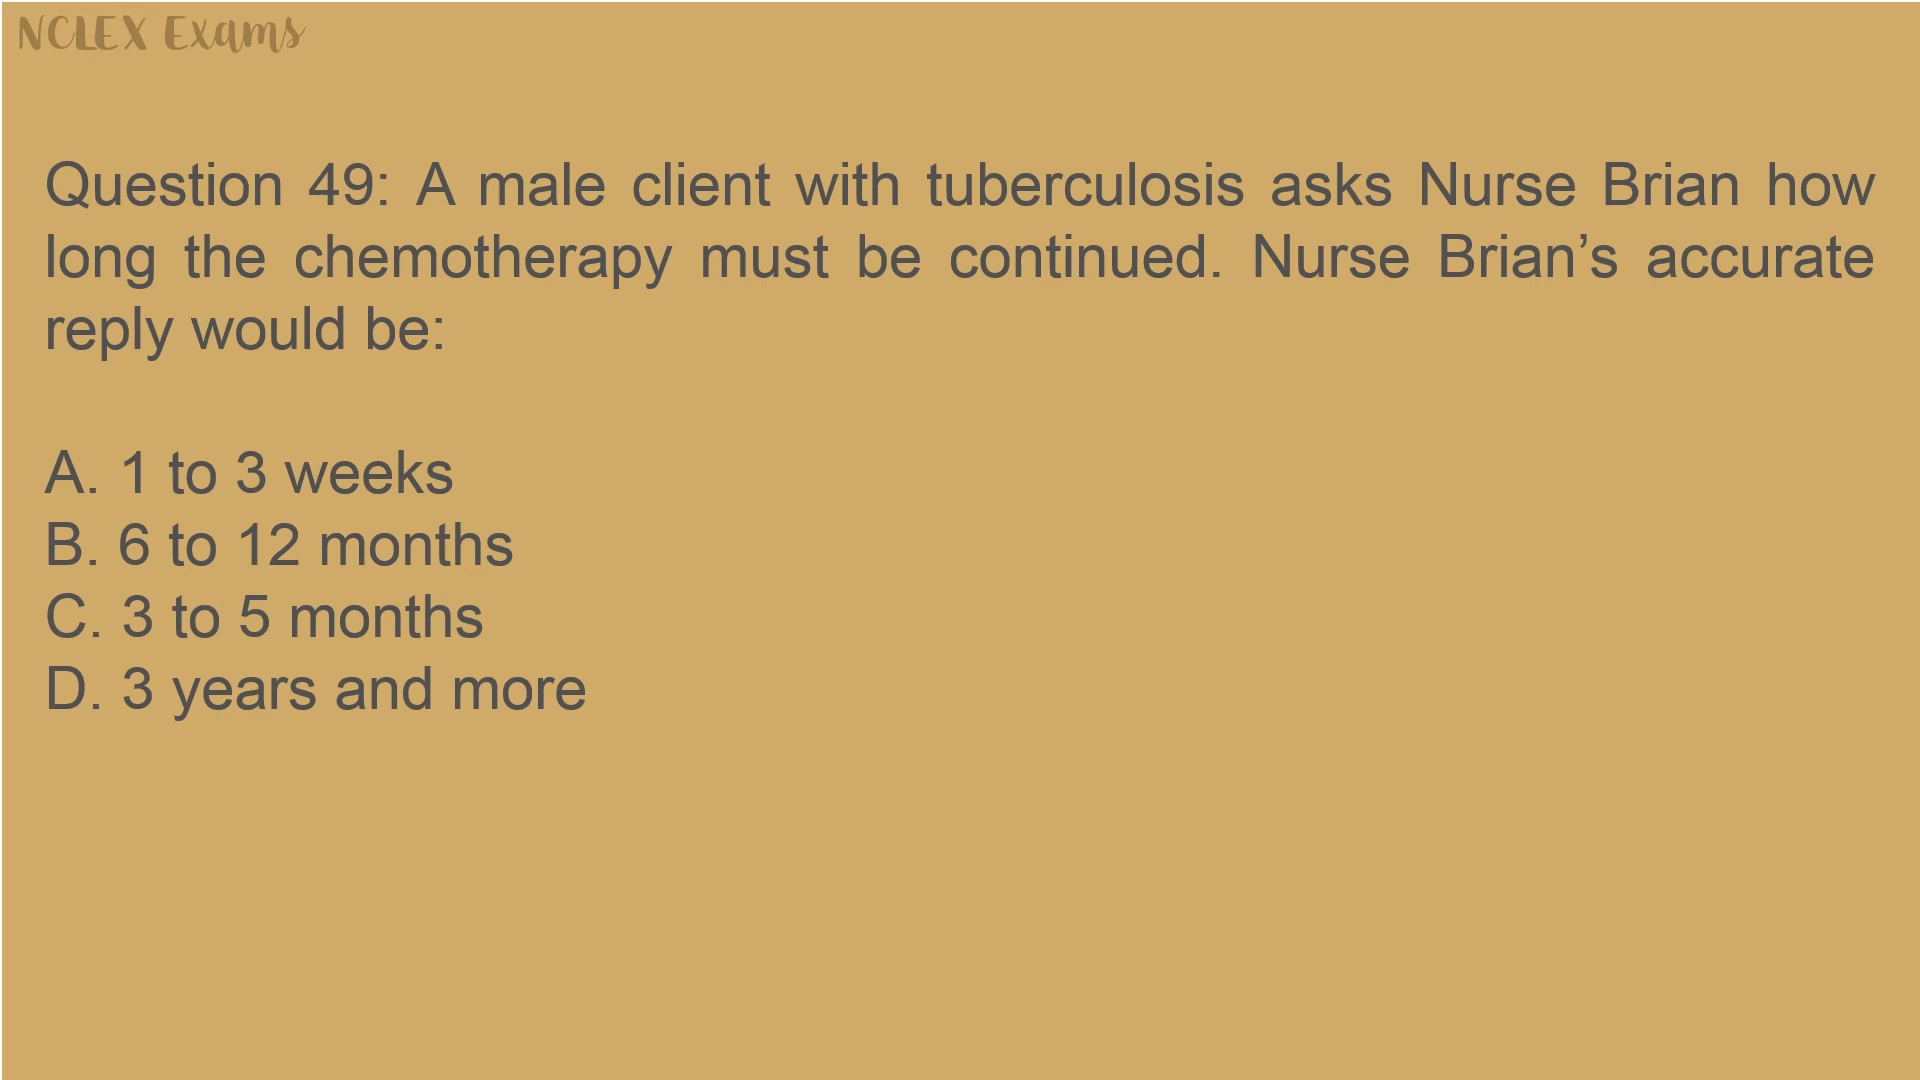 NCLEX Exams
Question 49: A male client with tuberculosis asks Nurse Brian how
long the chemotherapy must be continued. Nurse Brian’s accurate
reply would be:
A. 1 to 3 weeks
B. 6 to 12 months
C. 3 to 5 months
D. 3 years and more